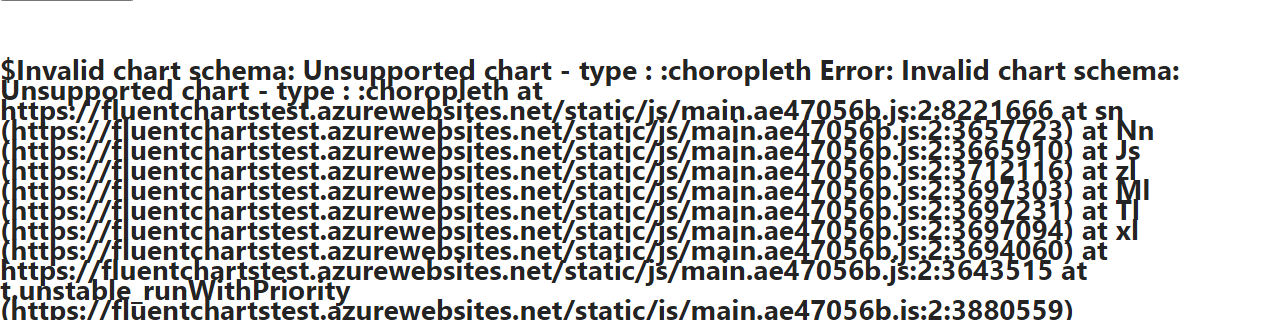 $Invalid chart schema: Unsupported chart - type : :choropleth Error: Invalid chart schema:
Unsupported chart - type : :choropleth at
https://fluentchartstest.azurewebsites.net/static/js/main.ae47056b.js:2:8221666 at sn
(https://fluentchartstest.azurewebsites.net/static/js/main.ae47056b.js:2:3657723) at Nn
(https://fluentchartstest.azurewebsites.net/static/js/main.ae47056b.js:2:3665910) at Js
(https://fluentchartstest.azurewebsites.net/static/js/main.ae47056b.js:2:3712116) at zl
(https://fluentchartstest.azurewebsites.net/static/js/main.ae47056b.js:2:3697303) at Ml
(https://fluentchartstest.azurewebsites.net/static/js/main.ae47056b.js:2:3697231) at Tl
(https://fluentchartstest.azurewebsites.net/static/js/main.ae47056b.js:2:3697094) at xl
(https://fluentchartstest.azurewebsites.net/static/js/main.ae47056b.js:2:3694060) at
https://fluentchartstest.azurewebsites.net/static/js/main.ae47056b.js:2:3643515 at
t.unstable_runWithPriority
(https://fluentchartstest.azurewebsites.net/static/js/main.ae47056b.js:2:3880559)